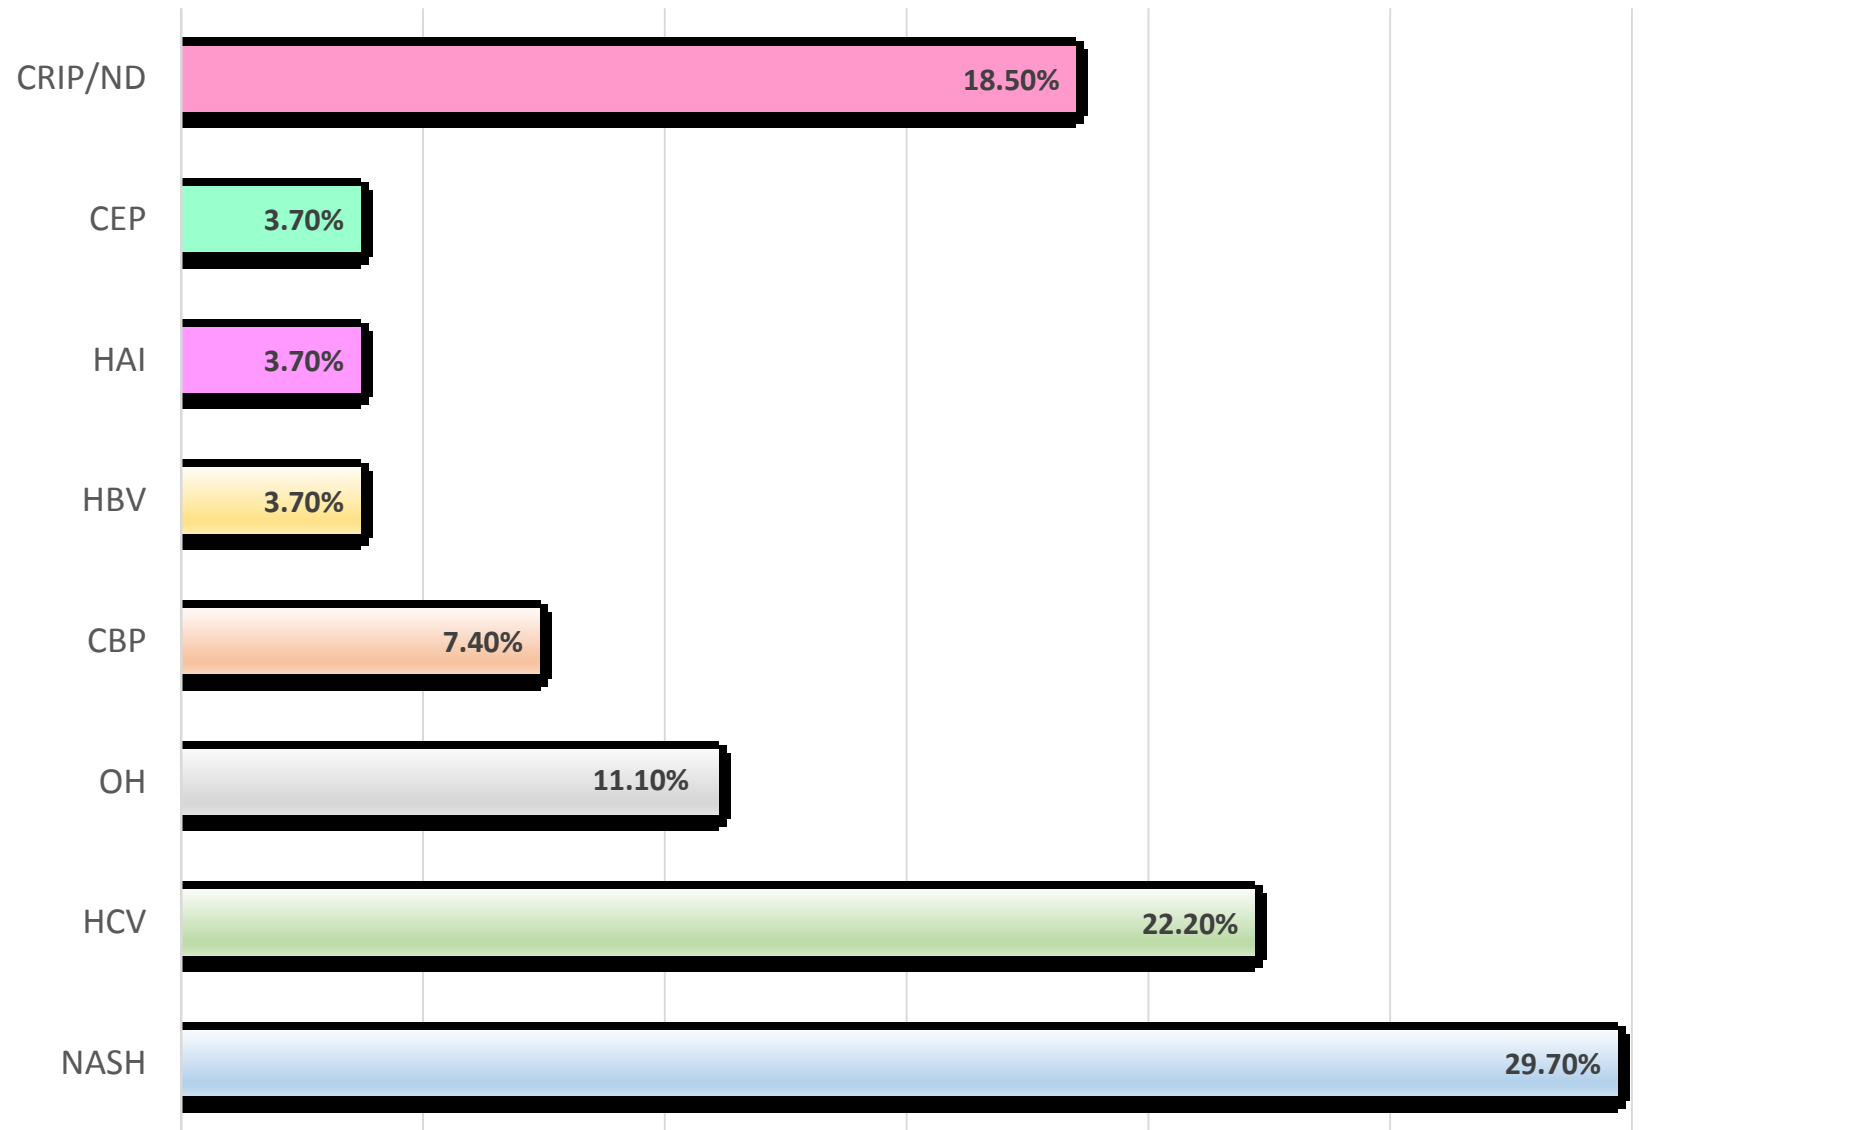 CRIP/ND 18.50%
CEP 3.70%
HAI 3.70%
HBV 3.70%
CBP 7.40%
OH 11.10%
HCV 22.20%
NASH 29.70%